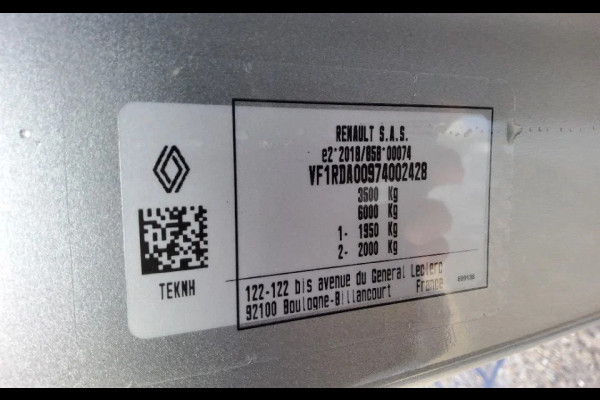 RENAULT S.A.S.
e2*2018/858*00074
VF1RDA00974002428
3500 Kg
6000 Kg
1- 1950 Kg
2- 2000 Kg
TEKNH
122-122 bis avenue du General Leclerc
92100 Boulogne-Billancourt France